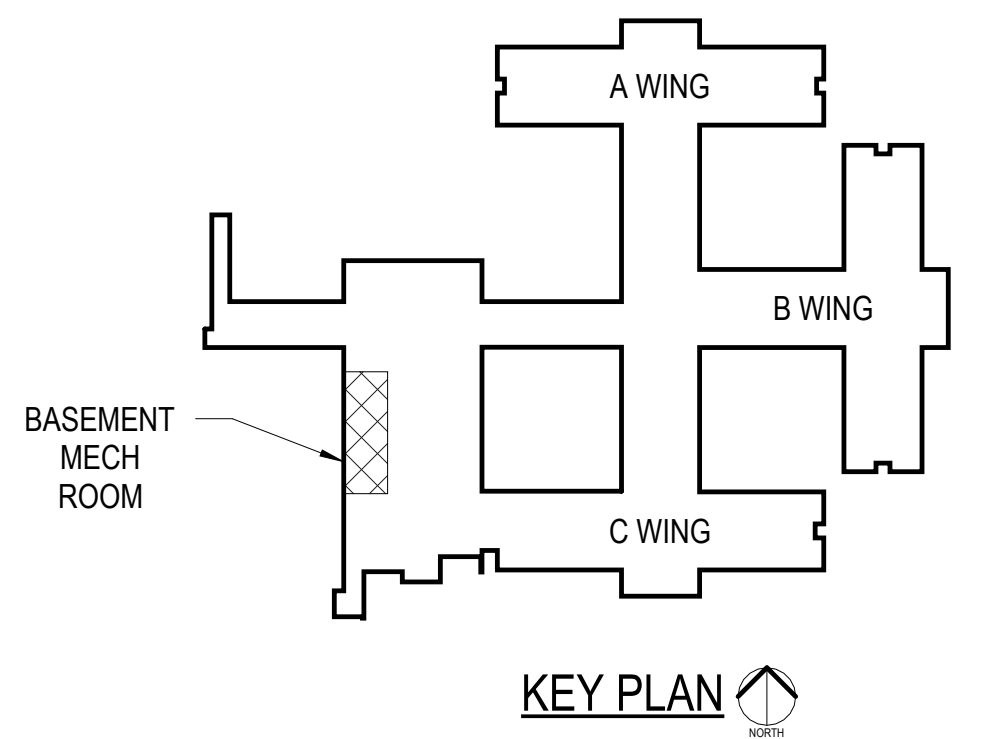 A WING
B WING
BASEMENT
MECH
ROOM
C WING
KEY PLAN
NORTH